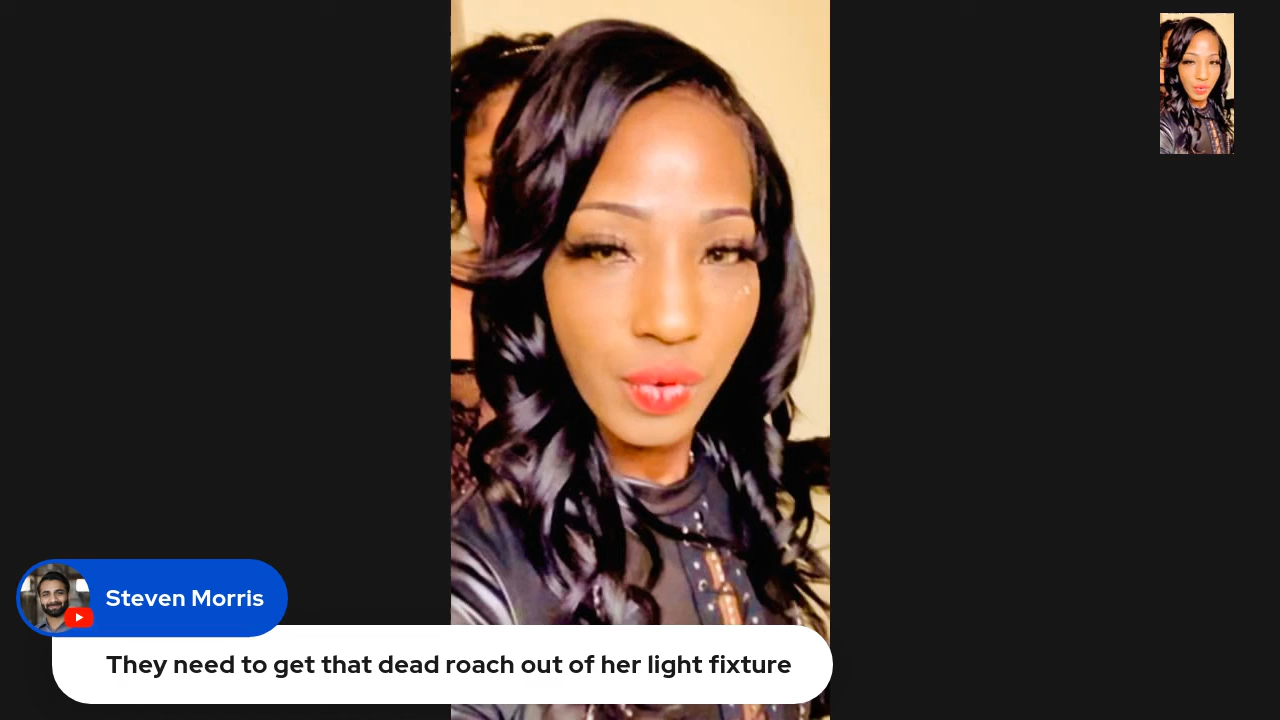 Steven Morris
They need to get that dead roach out of her light fixture